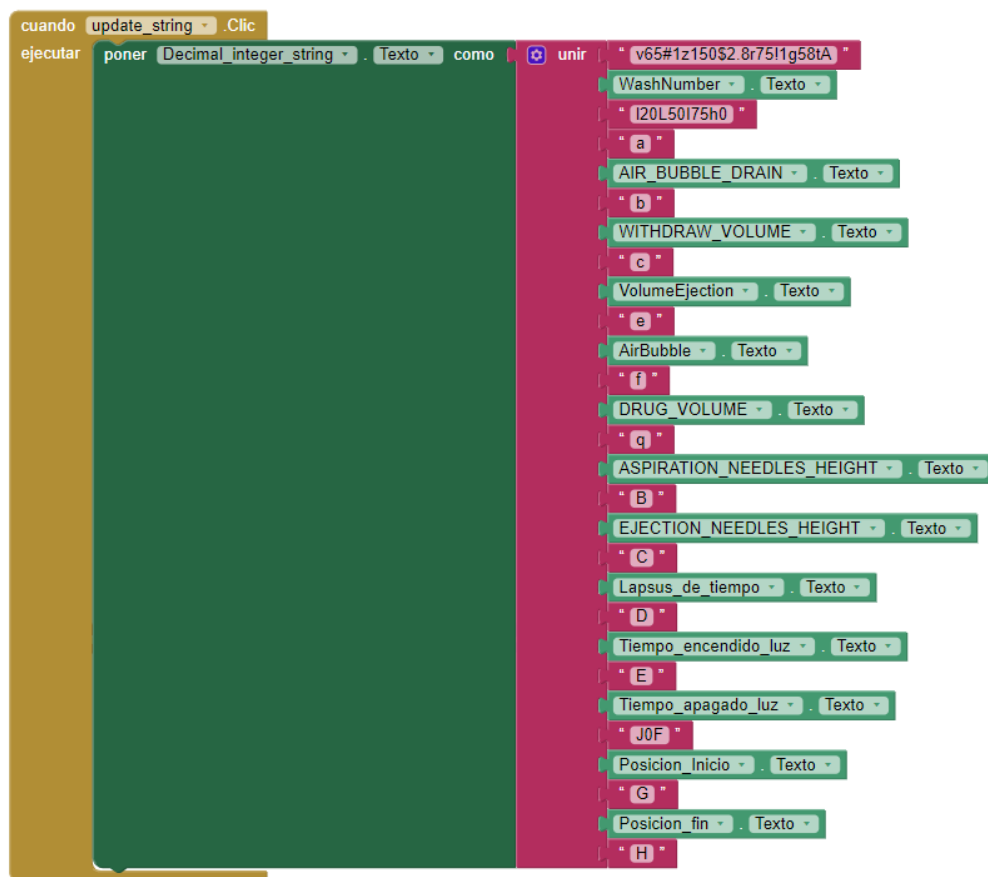 cuando update_string .Clic
ejecutar poner Decimal_integer_string . Texto como unir " v65#1z150$2.8r75!1g58tA "
WashNumber . Texto
" l20L50I75h0 "
" a "
AIR_BUBBLE_DRAIN . Texto
" b "
WITHDRAW_VOLUME . Texto
" c "
VolumeEjection . Texto
" e "
AirBubble . Texto
" f "
DRUG_VOLUME . Texto
" q "
ASPIRATION_NEEDLES_HEIGHT . Texto
" B "
EJECTION_NEEDLES_HEIGHT . Texto
" C "
Lapsus_de_tiempo . Texto
" D "
Tiempo_encendido_luz . Texto
" E "
Tiempo_apagado_luz . Texto
" J0F "
Posicion_Inicio . Texto
" G "
Posicion_fin . Texto
" H "